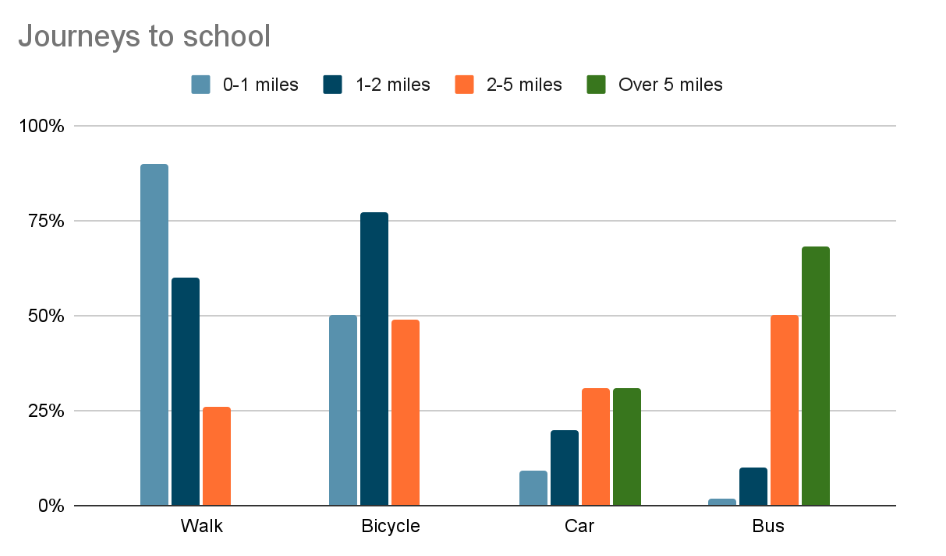 Journeys to school
0-1 miles 1-2 miles 2-5 miles Over 5 miles
100%
75%
50%
25%
0%
Walk Bicycle Car Bus